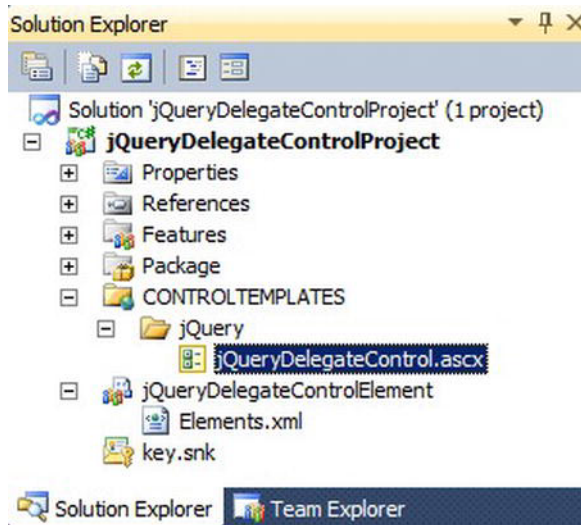 Solution Explorer
Solution 'jQueryDelegateControlProject' (1 project)
jQueryDelegateControlProject
Properties
References
Features
Package
CONTROLTEMPLATES
jQuery
jQueryDelegateControl.ascx
jQueryDelegateControlElement
Elements.xml
key.snk
Solution Explorer Team Explorer